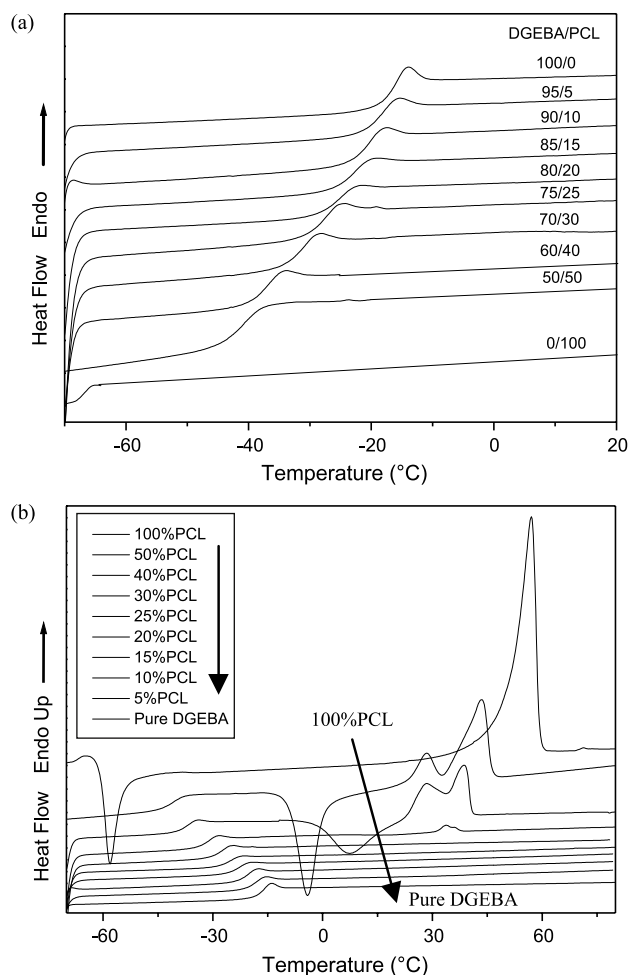 (a)
DGEBA/PCL
100/0
95/5
90/10
85/15
80/20
75/25
70/30
60/40
50/50
0/100
Heat Flow Endo
-60 -40 -20 0 20
Temperature (°C)
(b)
100%PCL
50%PCL
40%PCL
30%PCL
25%PCL
20%PCL
15%PCL
10%PCL
5%PCL
Pure DGEBA
100%PCL
Pure DGEBA
Heat Flow Endo Up
-60 -30 0 30 60
Temperature (°C)